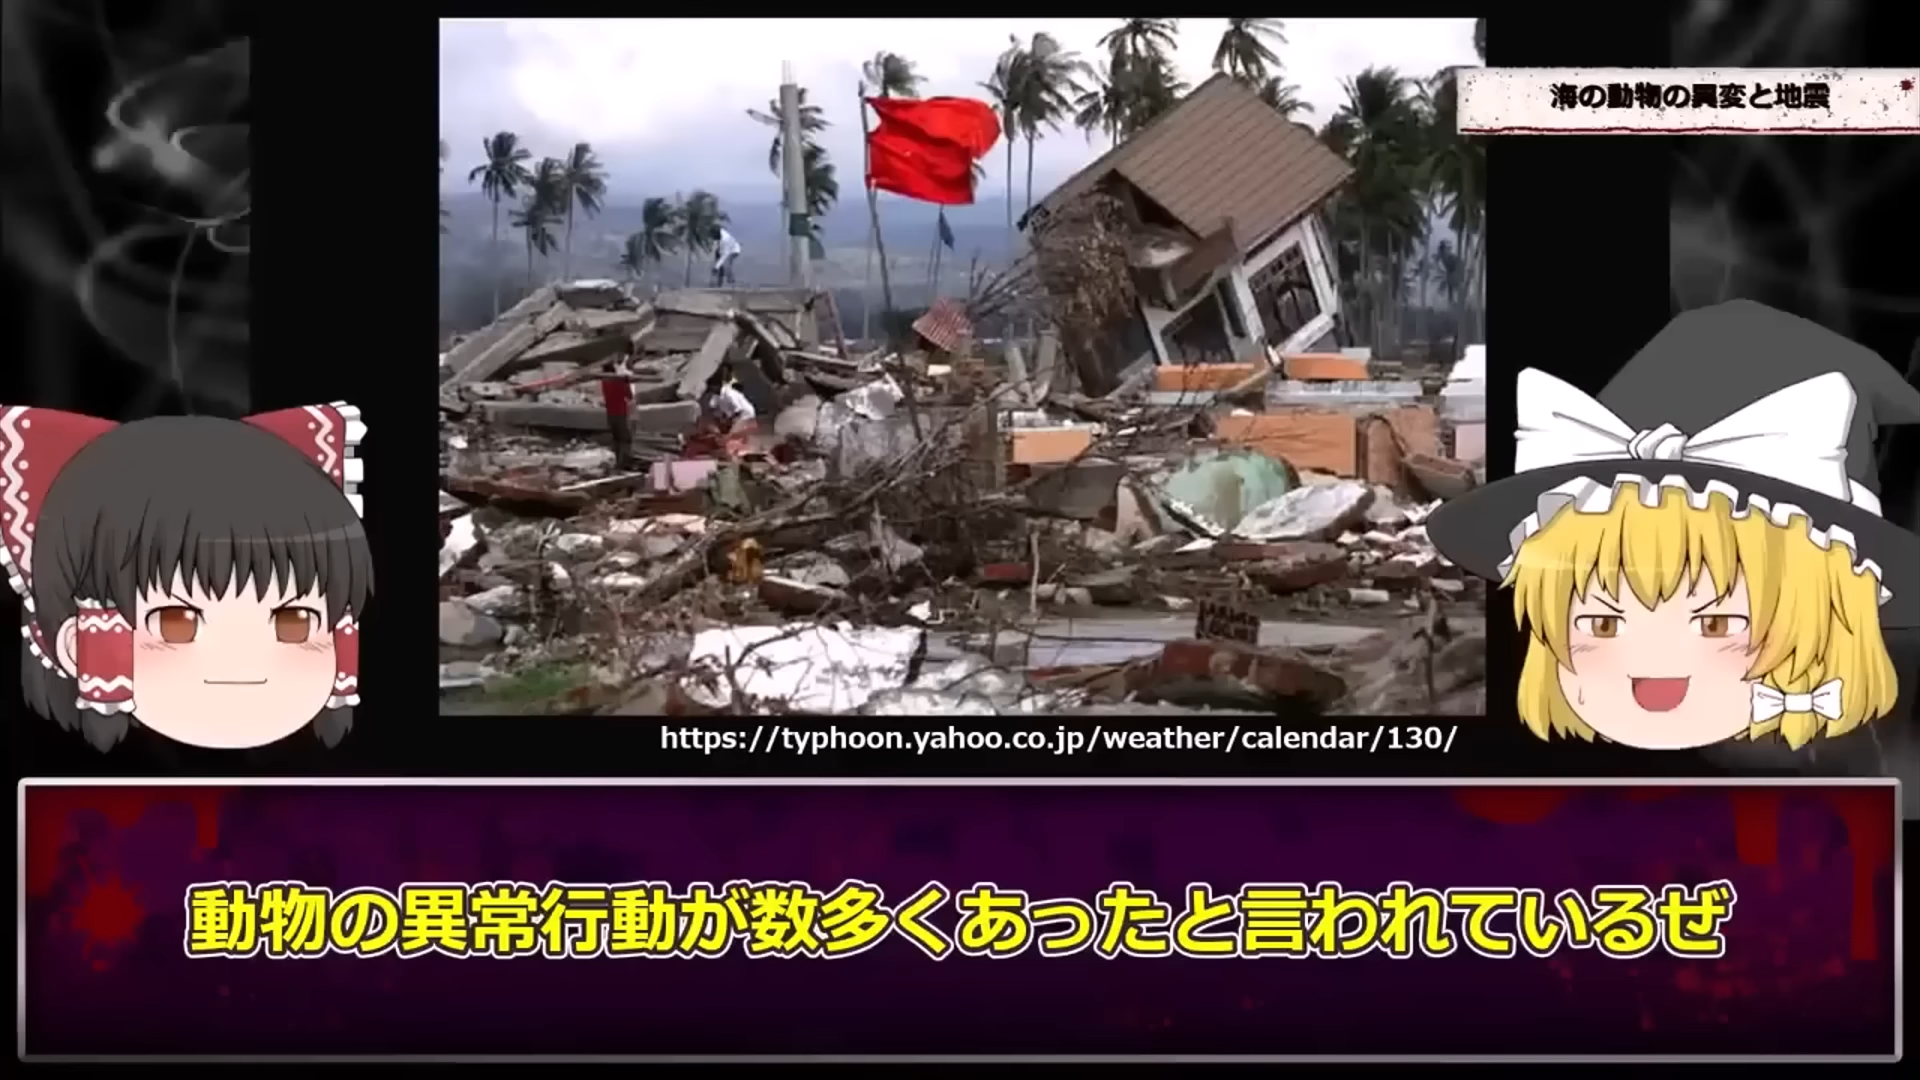 海の動物の異変と地震
https://typhoon.yahoo.co.jp/weather/calendar/130/
動物の異常行動が数多くあったと言われているぜ